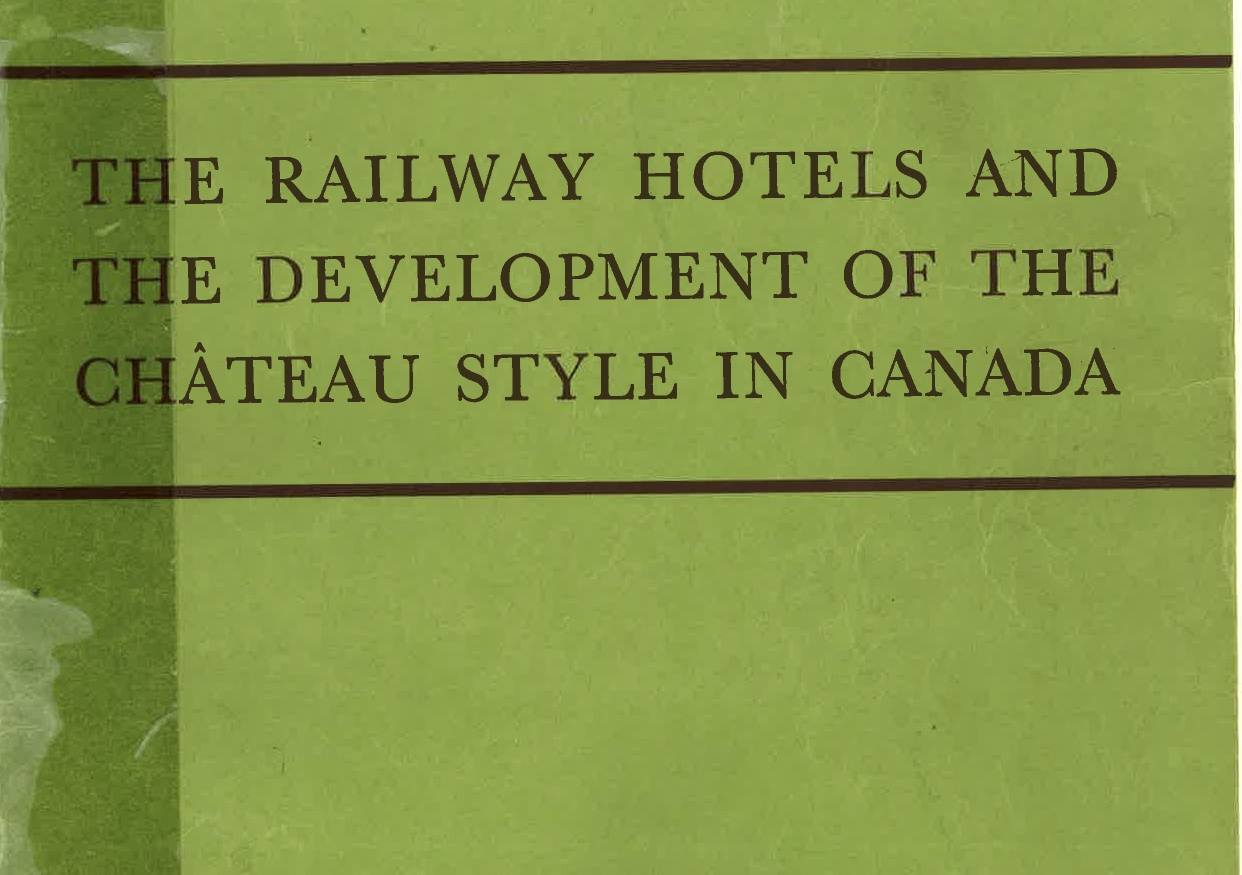 THE RAILWAY HOTELS AND
THE DEVELOPMENT OF THE
CHÂTEAU STYLE IN CANADA